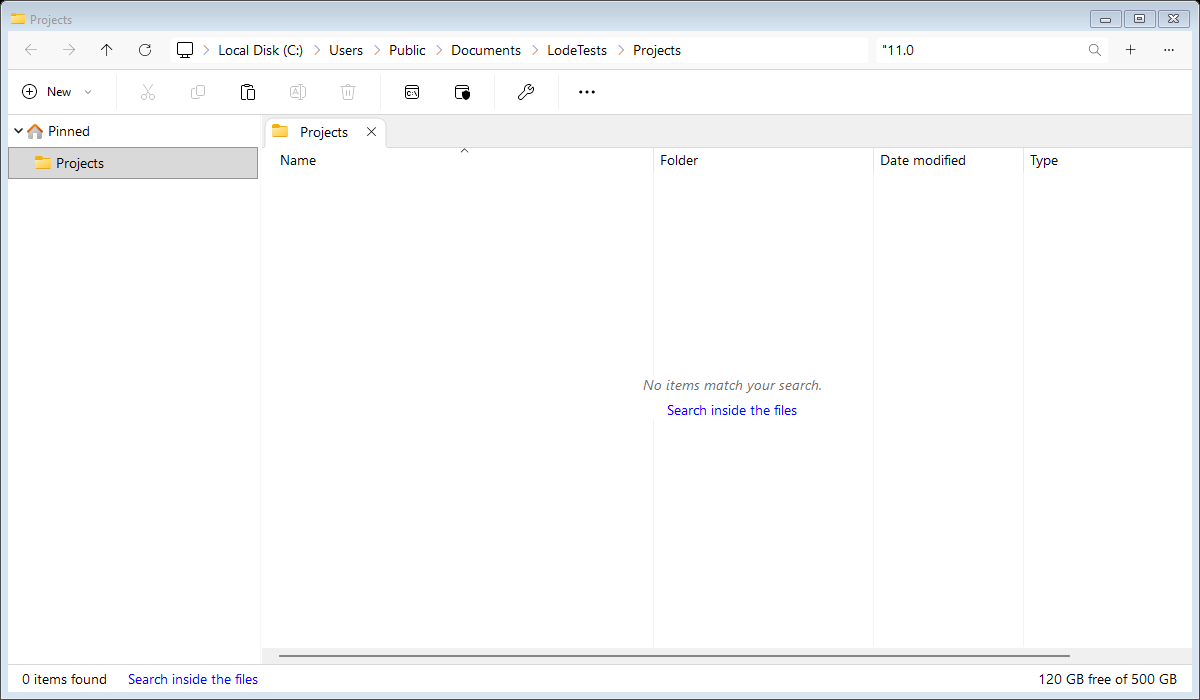 Projects
Local Disk (C:) Users Public Documents LodeTests Projects "11.0
New
Pinned
Projects
Projects
Name Folder Date modified Type
No items match your search.
Search inside the files
0 items found Search inside the files 120 GB free of 500 GB